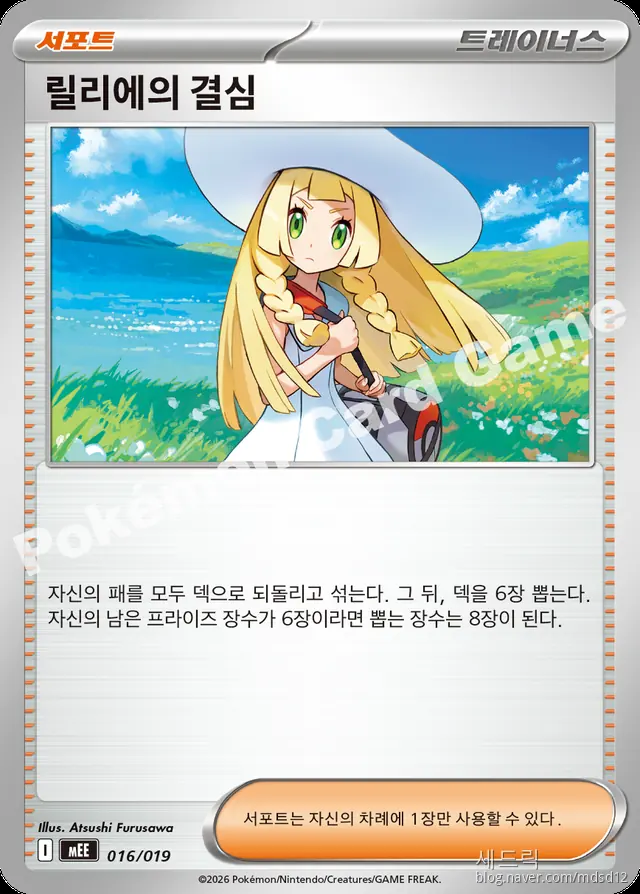 서포트
트레이너스
릴리에의 결심
Pokémon Card Game
자신의 패를 모두 덱으로 되돌리고 섞는다. 그 뒤, 덱을 6장 뽑는다.
자신의 남은 프라이즈 장수가 6장이라면 뽑는 장수는 8장이 된다.
서포트는 자신의 차례에 1장만 사용할 수 있다.
Illus. Atsushi Furusawa
I MEE 016/019
세드릭
blog.naver.com/mdsd12
©2026 Pokémon/Nintendo/Creatures/GAME FREAK.